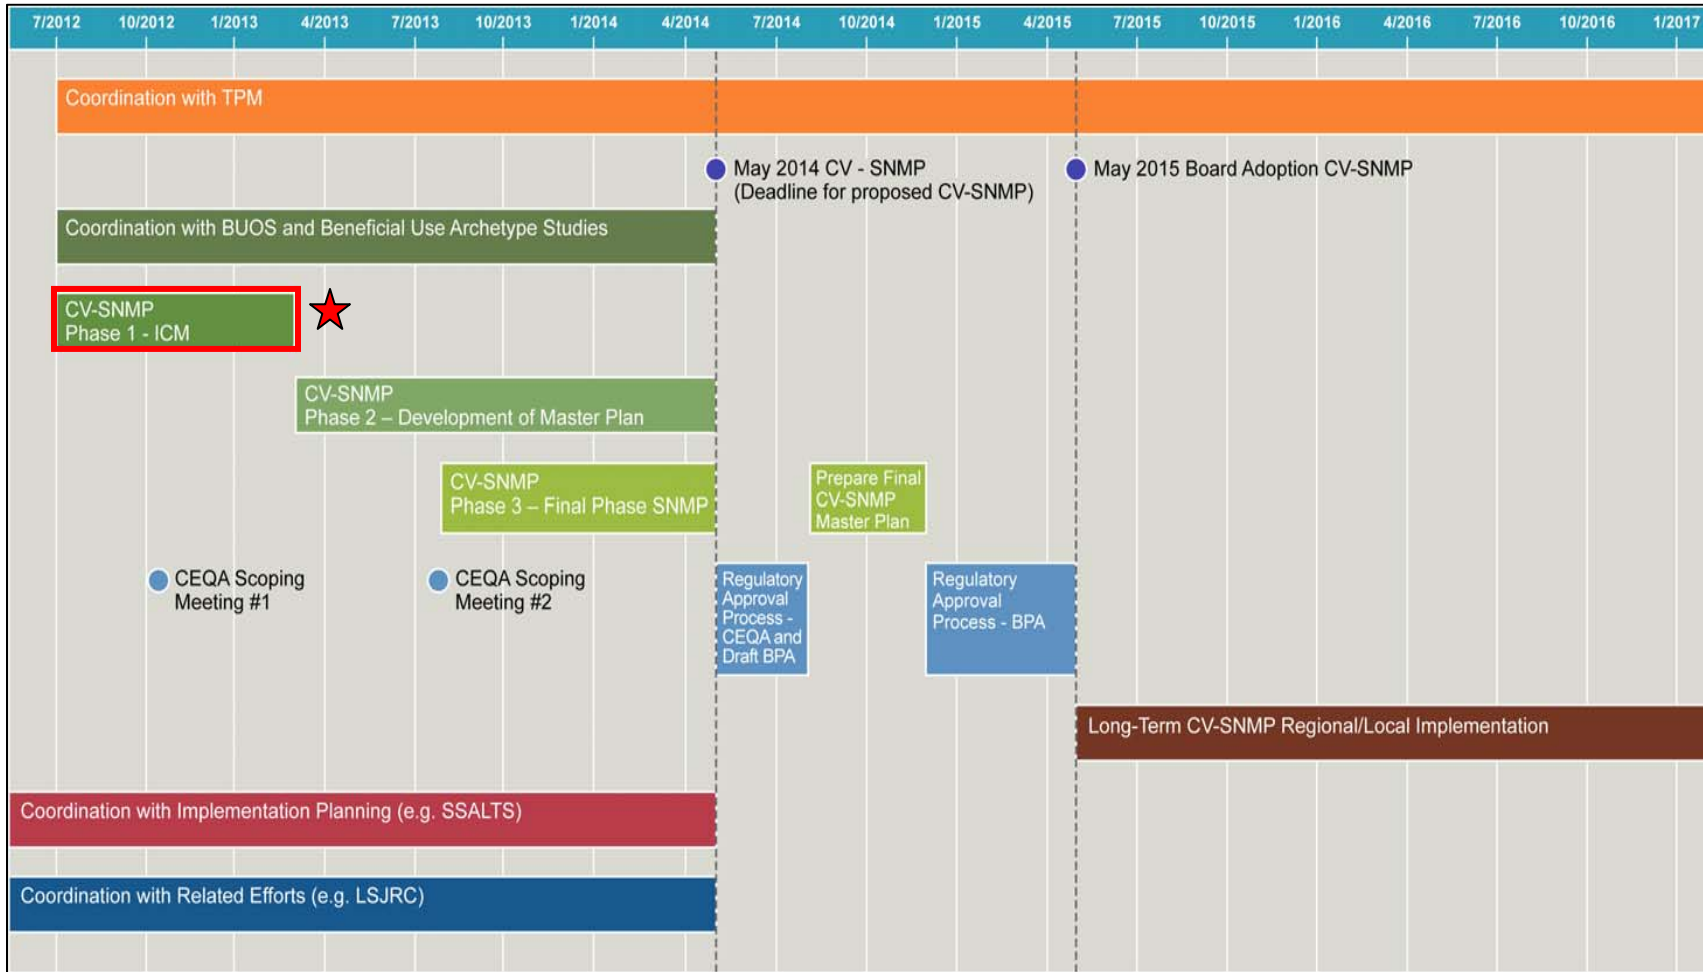 7/2012 10/2012 1/2013 4/2013 7/2013 10/2013 1/2014 4/2014 7/2014 10/2014 1/2015 4/2015 7/2015 10/2015 1/2016 4/2016 7/2016 10/2016 1/2017
Coordination with TPM
May 2014 CV - SNMP
(Deadline for proposed CV-SNMP)
May 2015 Board Adoption CV-SNMP
Coordination with BUOS and Beneficial Use Archetype Studies
CV-SNMP
Phase 1 - ICM
CV-SNMP
Phase 2 – Development of Master Plan
CV-SNMP
Phase 3 – Final Phase SNMP
Prepare Final
CV-SNMP
Master Plan
CEQA Scoping
Meeting #1
CEQA Scoping
Meeting #2
Regulatory
Approval
Process -
CEQA and
Draft BPA
Regulatory
Approval
Process - BPA
Long-Term CV-SNMP Regional/Local Implementation
Coordination with Implementation Planning (e.g. SSALTS)
Coordination with Related Efforts (e.g. LSJRC)